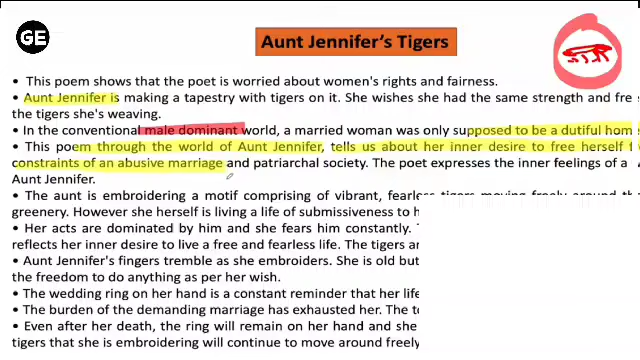 GE
Aunt Jennifer's Tigers
• This poem shows that the poet is worried about women's rights and fairness.
• Aunt Jennifer is making a tapestry with tigers on it. She wishes she had the same strength and fre
the tigers she's weaving.
• In the conventional male dominant world, a married woman was only supposed to be a dutiful hom
• This poem through the world of Aunt Jennifer, tells us about her inner desire to free herself f
constraints of an abusive marriage and patriarchal society. The poet expresses the inner feelings of a
Aunt Jennifer.
• The aunt is embroidering a motif comprising of vibrant, fearless tigers moving freely around th
greenery. However she herself is living a life of submissiveness to h
• Her acts are dominated by him and she fears him constantly.
reflects her inner desire to live a free and fearless life. The tigers ar
• Aunt Jennifer's fingers tremble as she embroiders. She is old but
the freedom to do anything as per her wish.
• The wedding ring on her hand is a constant reminder that her life
• The burden of the demanding marriage has exhausted her. The to
• Even after her death, the ring will remain on her hand and she
tigers that she is embroidering will continue to move around freely